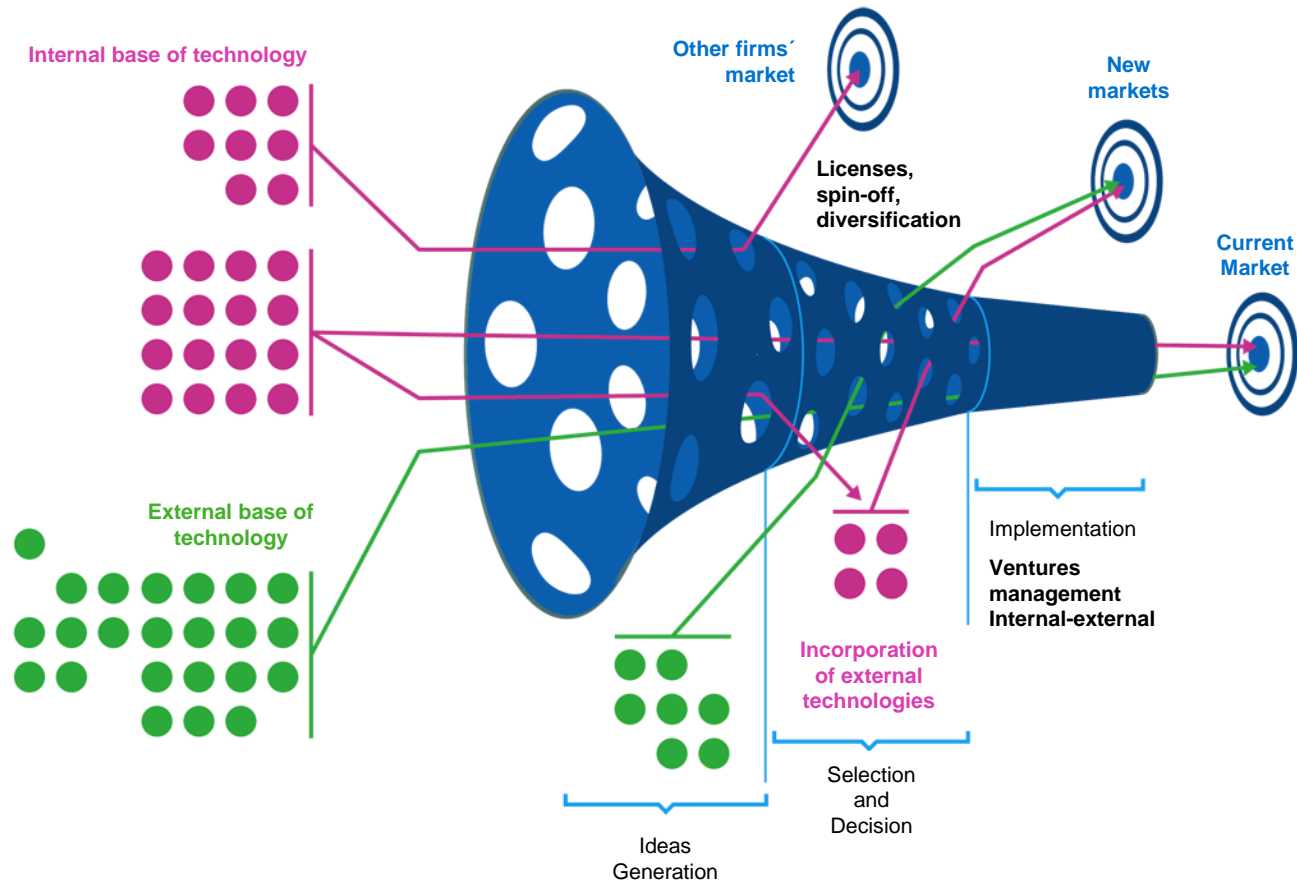 Internal base of technology
Other firms´
market
New
markets
Licenses,
spin-off,
diversification
Current
Market
External base of
technology
Implementation
Ventures
management
Internal-external
Incorporation
of external
technologies
Selection
and
Decision
Ideas
Generation